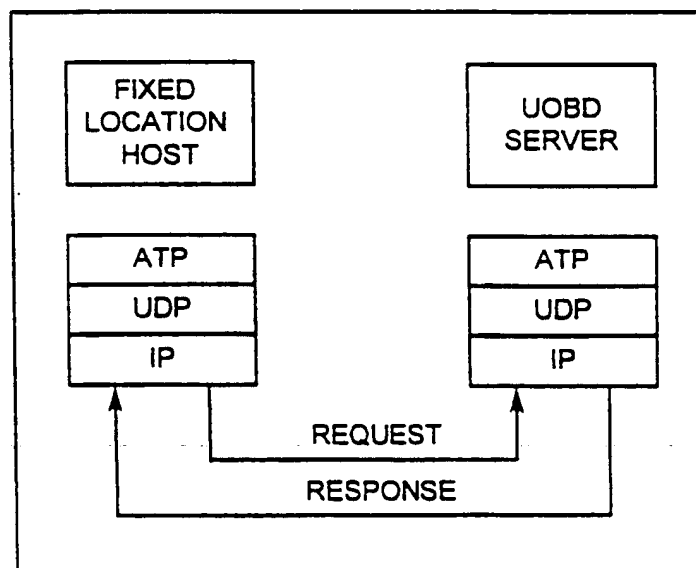 FIXED
LOCATION
HOST
UOBD
SERVER
ATP
UDP
IP
ATP
UDP
IP
REQUEST
RESPONSE